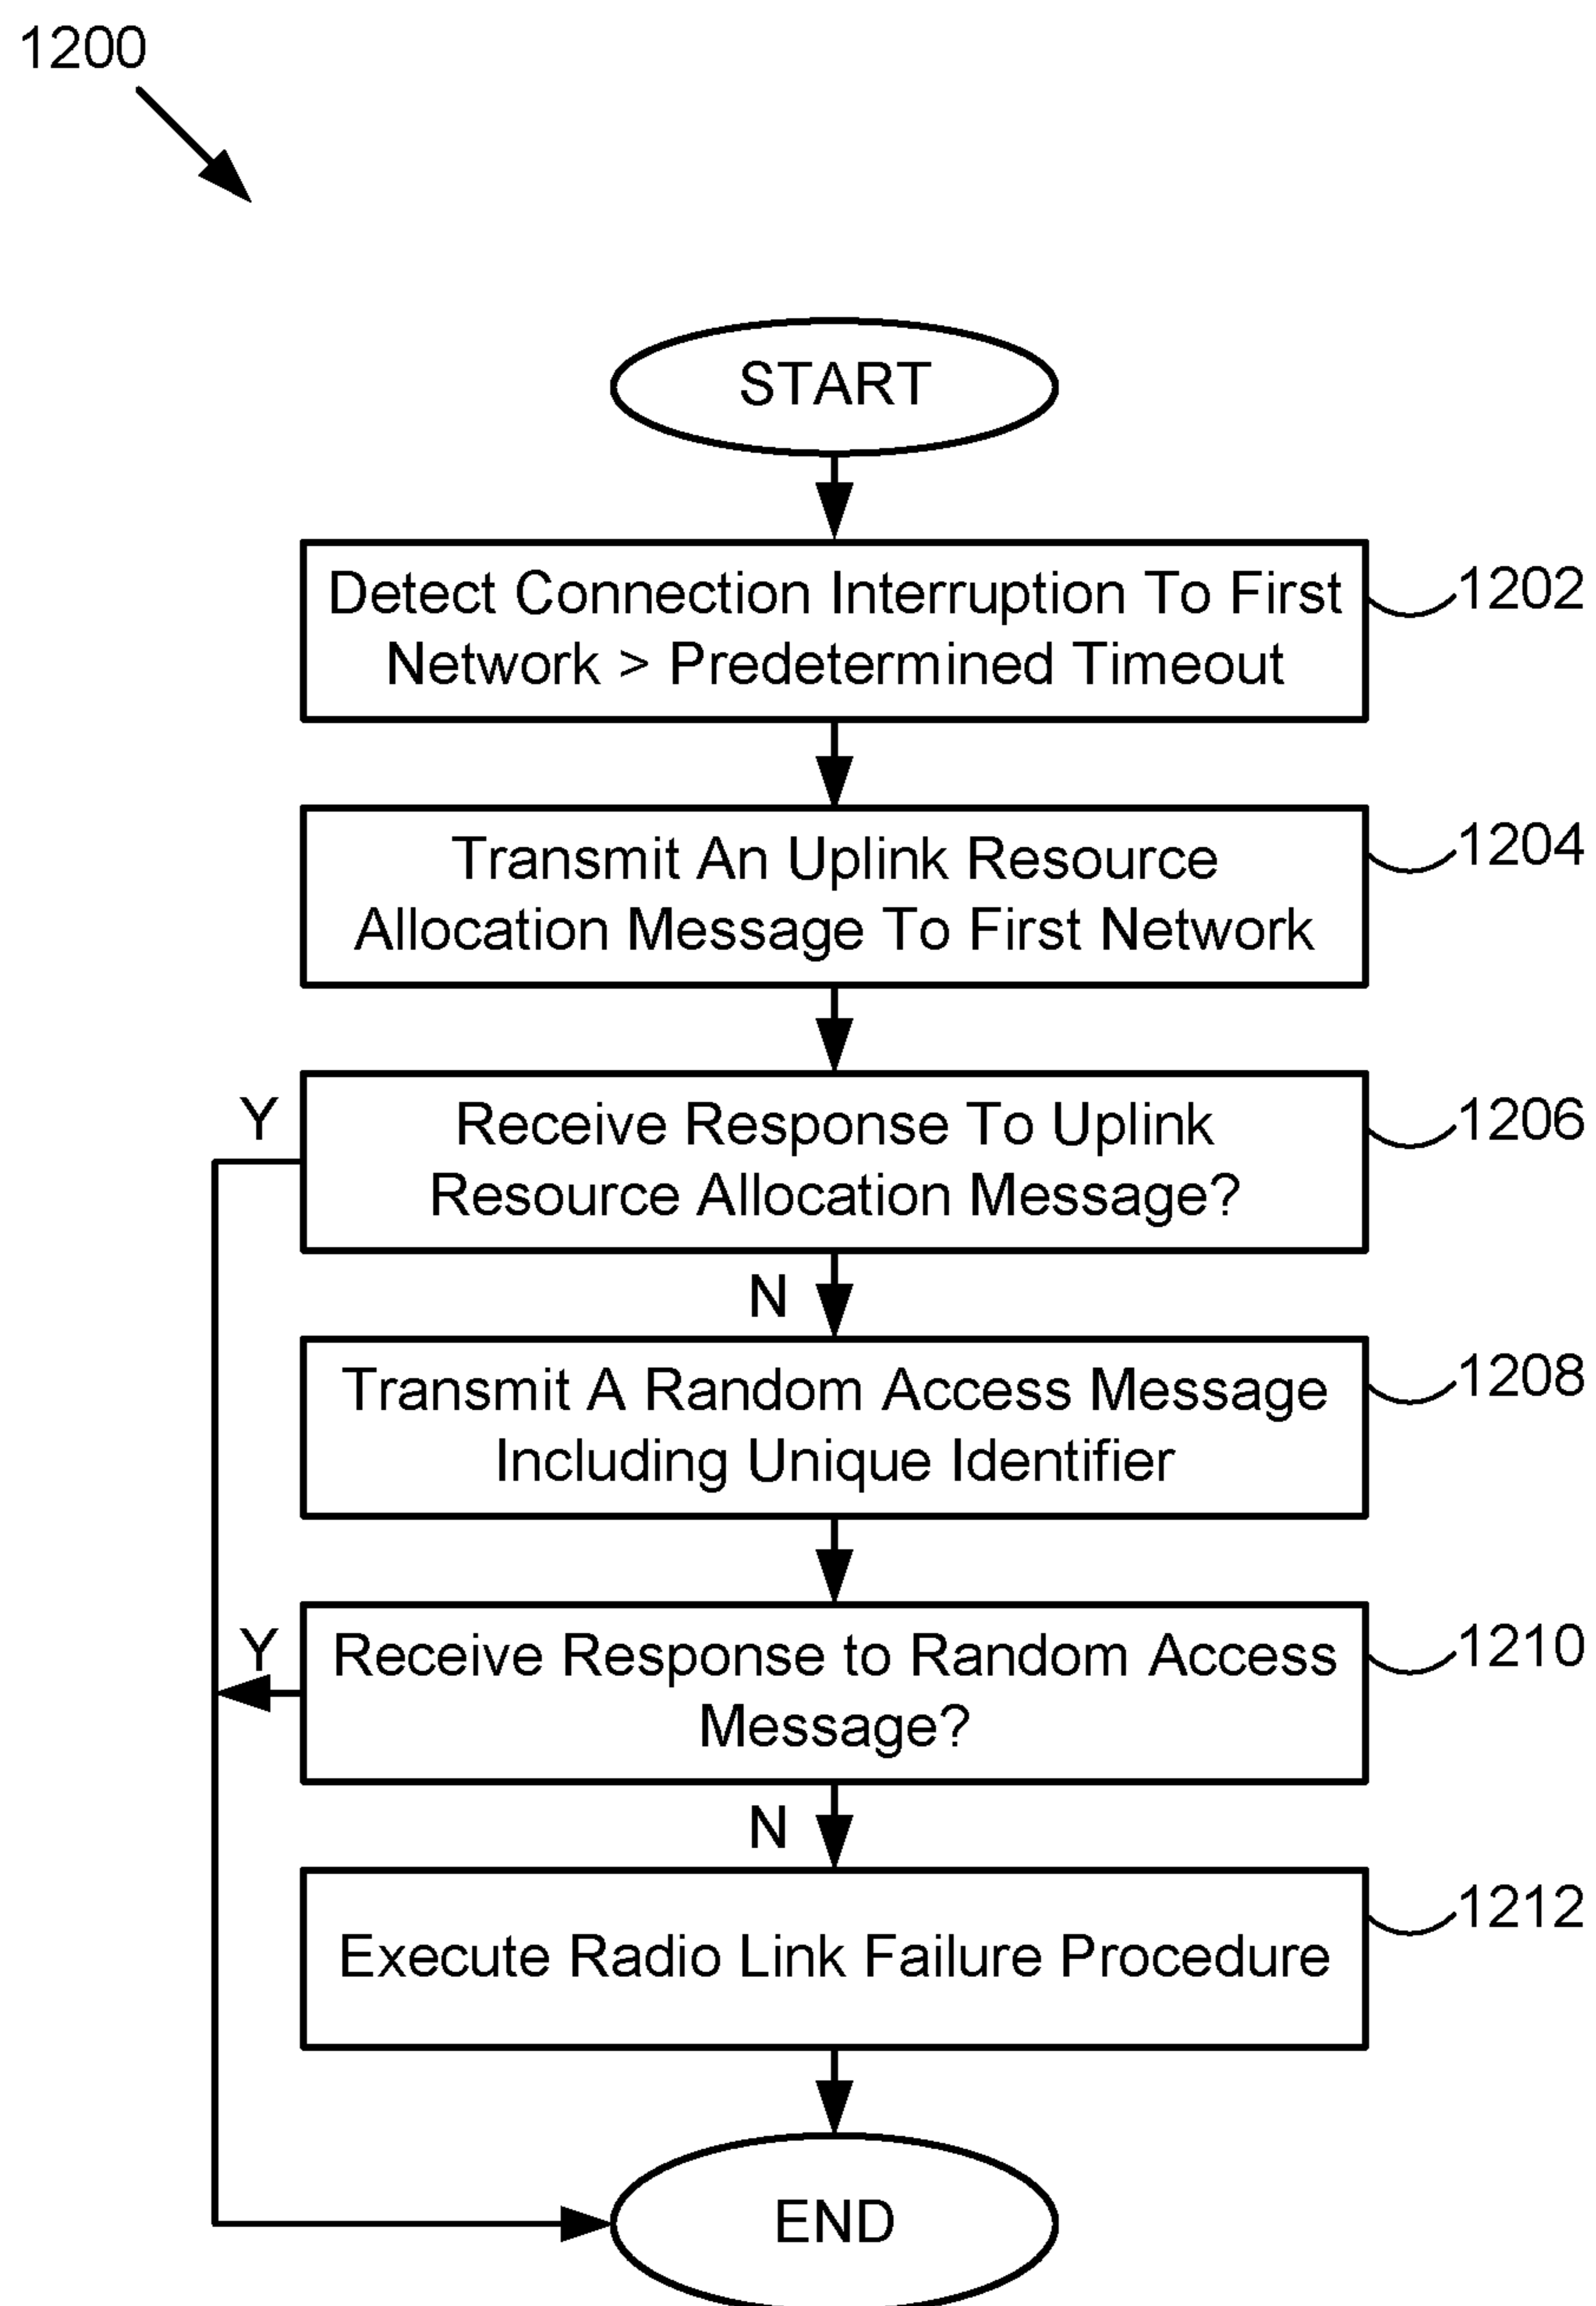 1200
START
Detect Connection Interruption To First
Network > Predetermined Timeout
1202
Transmit An Uplink Resource
Allocation Message To First Network
1204
Y
Receive Response To Uplink
Resource Allocation Message?
1206
N
Transmit A Random Access Message
Including Unique Identifier
1208
Y
Receive Response to Random Access
Message?
1210
N
Execute Radio Link Failure Procedure
1212
END